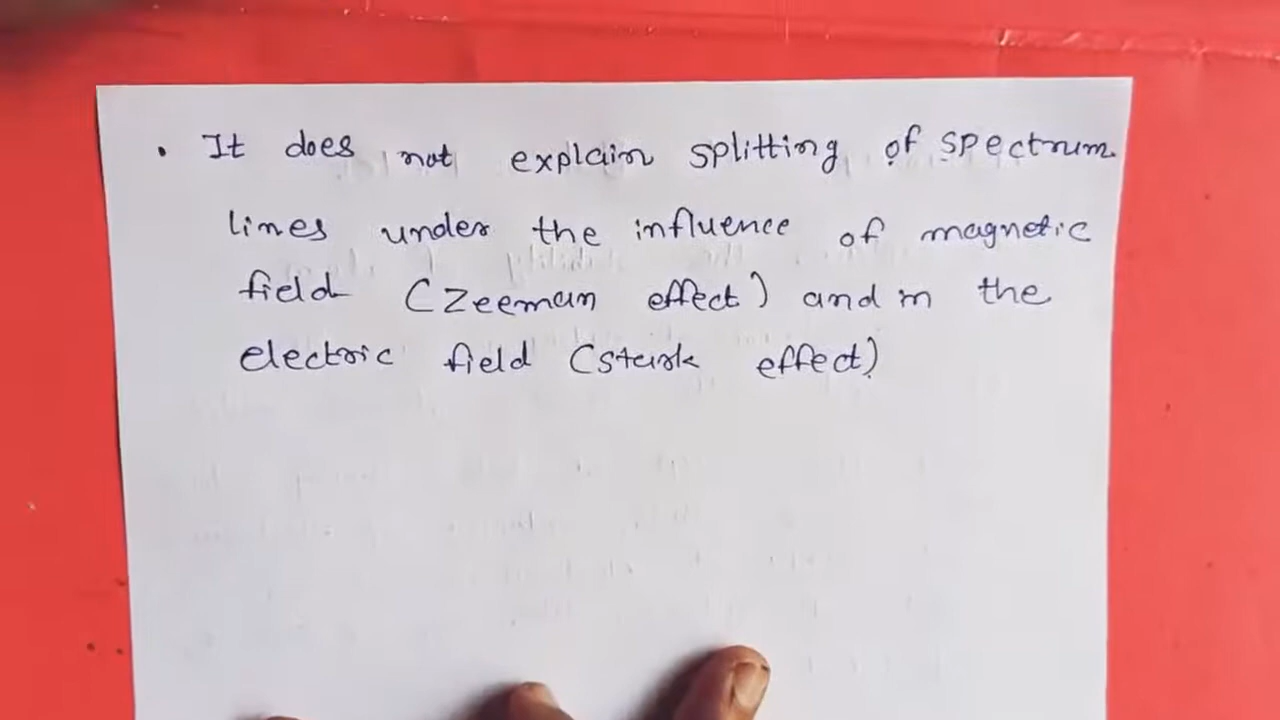 • It does not explain splitting of spectrum
lines under the influence of magnetic
field (Zeeman effect) and in the
electric field (Stark effect)